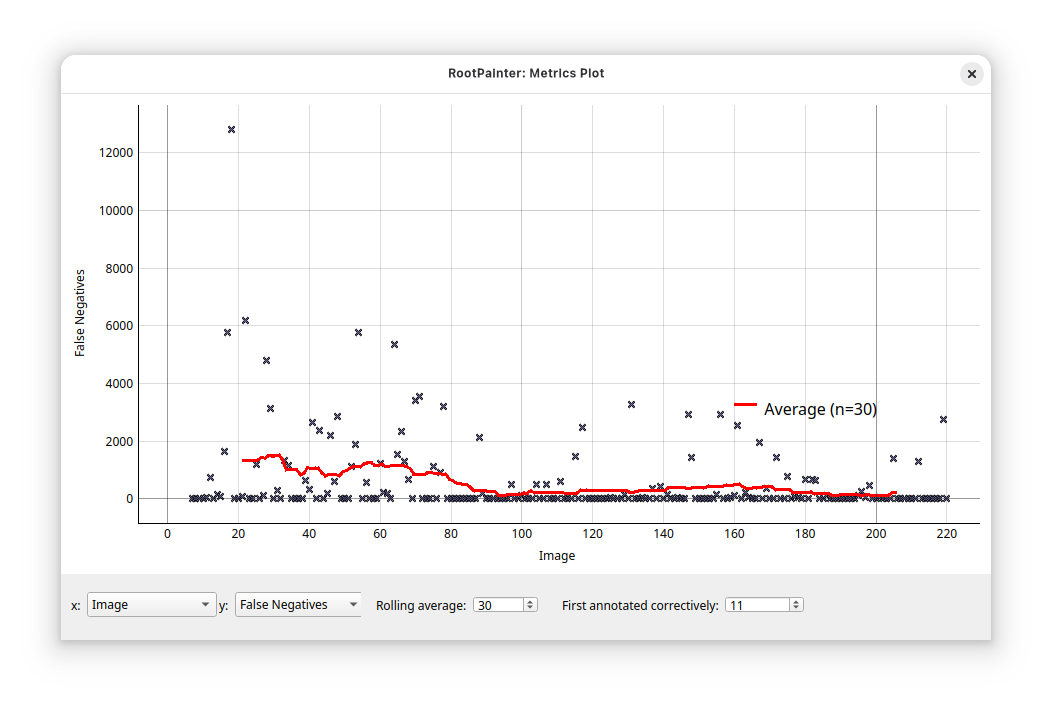 RootPainter: Metrics Plot
12000
10000
8000
6000
4000
2000
0
False Negatives
Average (n=30)
0 20 40 60 80 100 120 140 160 180 200 220
Image
x: Image y: False Negatives Rolling average: 30 First annotated correctively: 11